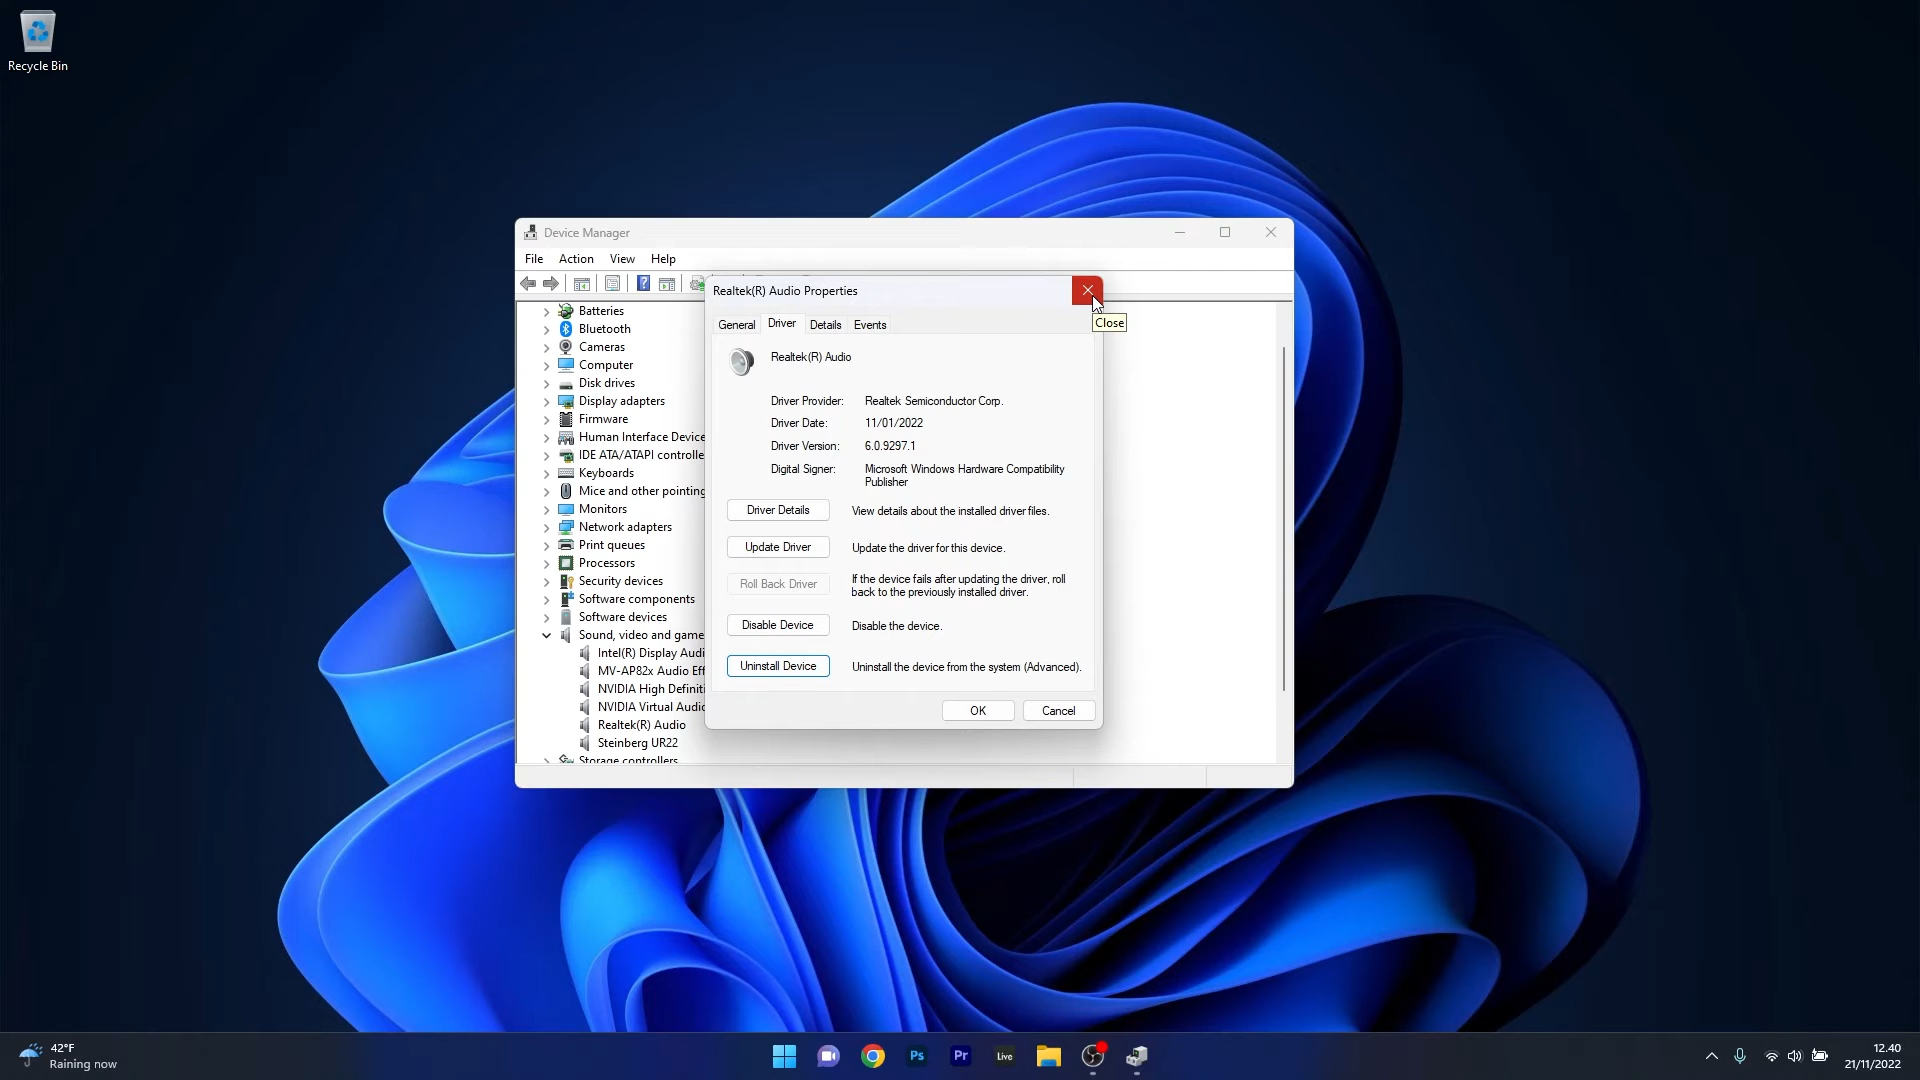 Recycle Bin
Device Manager
File Action View Help
Batteries
Bluetooth
Cameras
Computer
Disk drives
Display adapters
Firmware
Human Interface Device
IDE ATA/ATAPI controlle
Keyboards
Mice and other pointing
Monitors
Network adapters
Print queues
Processors
Security devices
Software components
Software devices
Sound, video and game
Intel(R) Display Audi
MV-AP82x Audio Eff
NVIDIA High Definiti
NVIDIA Virtual Audio
Realtek(R) Audio
Steinberg UR22
Storage controllers
Realtek(R) Audio Properties
Close
General Driver Details Events
Realtek(R) Audio
Driver Provider: Realtek Semiconductor Corp.
Driver Date: 11/01/2022
Driver Version: 6.0.9297.1
Digital Signer: Microsoft Windows Hardware Compatibility
Publisher
Driver Details View details about the installed driver files.
Update Driver Update the driver for this device.
Roll Back Driver If the device fails after updating the driver, roll
back to the previously installed driver.
Disable Device Disable the device.
Uninstall Device Uninstall the device from the system (Advanced).
OK Cancel
42°F
Raining now
Ps
Pr
Live
12.40
21/11/2022